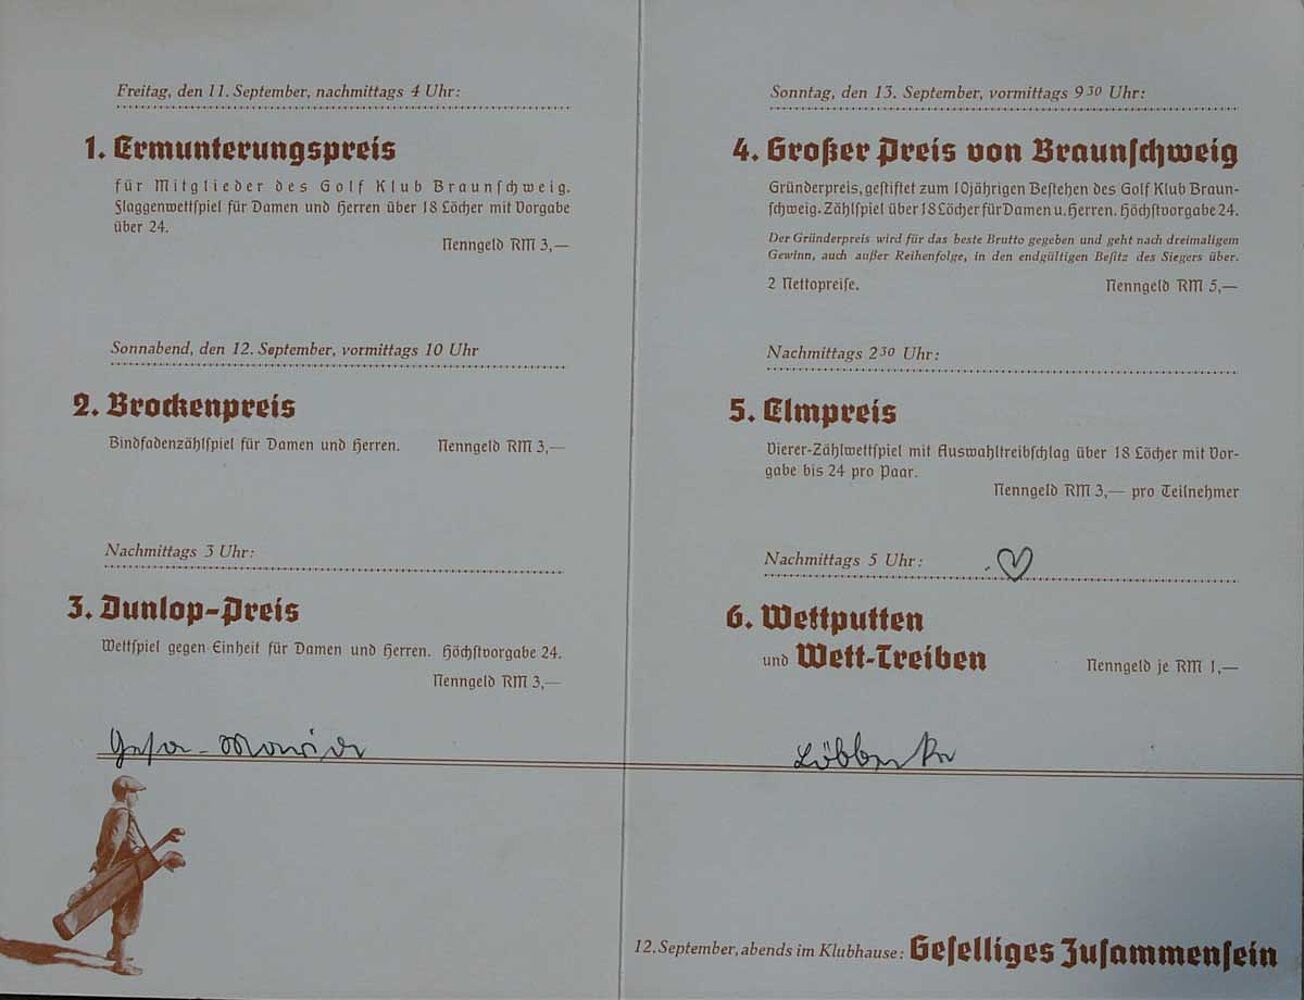 Freitag, den 11. September, nachmittags 4 Uhr:
1. Ermunterungspreis
für Mitglieder des Golf Klub Braunſchweig.
Flaggenwettſpiel für Damen und Herren über 18 Löcher mit Vorgabe
über 24.
Nenngeld RM 3,—
Sonnabend, den 12. September, vormittags 10 Uhr
2. Brockenpreis
Bindfadenzählſpiel für Damen und Herren. Nenngeld RM 3,—
Nachmittags 3 Uhr:
3. Dunlop-Preis
Wettſpiel gegen Einheit für Damen und Herren. Höchſtvorgabe 24.
Nenngeld RM 3,—
Sonntag, den 13. September, vormittags 9 30 Uhr:
4. Großer Preis von Braunſchweig
Gründerpreis, geſtiftet zum 10jährigen Beſtehen des Golf Klub Braun-
ſchweig. Zählſpiel über 18 Löcher für Damen u. Herren. Höchſtvorgabe 24.
Der Gründerpreis wird für das beste Brutto gegeben und geht nach dreimaligem
Gewinn, auch außer Reihenfolge, in den endgültigen Beſitz des Siegers über.
2 Nettopreiſe. Nenngeld RM 5,—
Nachmittags 2 30 Uhr:
5. Elmpreis
Vierer-Zählwettſpiel mit Auswahltreibſchlag über 18 Löcher mit Vor-
gabe bis 24 pro Paar.
Nenngeld RM 3,— pro Teilnehmer
Nachmittags 5 Uhr:
6. Wettputten
und Wett-Treiben Nenngeld je RM 1,—
12. September, abends im Klubhause: Geſelliges Zuſammenſein